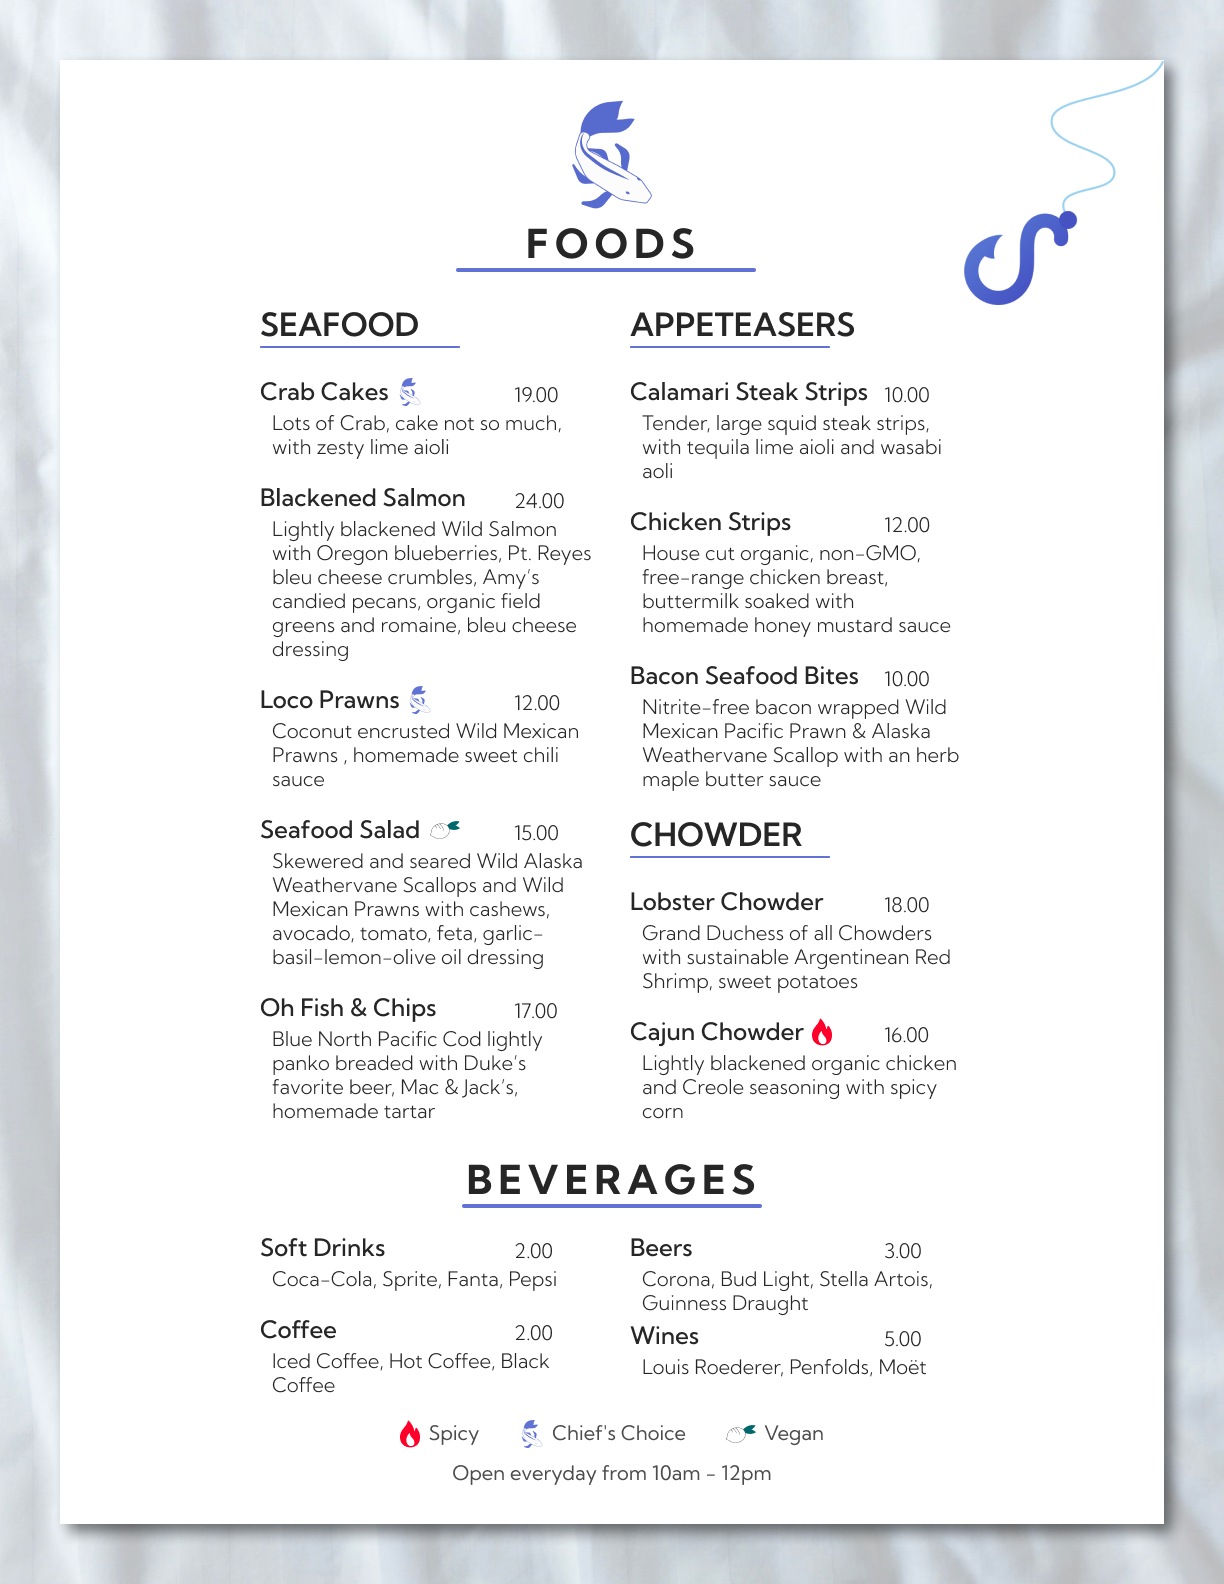 FOODS
SEAFOOD
Crab Cakes 19.00
Lots of Crab, cake not so much,
with zesty lime aioli
Blackened Salmon 24.00
Lightly blackened Wild Salmon
with Oregon blueberries, Pt. Reyes
bleu cheese crumbles, Amy's
candied pecans, organic field
greens and romaine, bleu cheese
dressing
Loco Prawns 12.00
Coconut encrusted Wild Mexican
Prawns , homemade sweet chili
sauce
Seafood Salad 15.00
Skewered and seared Wild Alaska
Weathervane Scallops and Wild
Mexican Prawns with cashews,
avocado, tomato, feta, garlic-
basil-lemon-olive oil dressing
Oh Fish & Chips 17.00
Blue North Pacific Cod lightly
panko breaded with Duke's
favorite beer, Mac & Jack's,
homemade tartar
APPETEASERS
Calamari Steak Strips 10.00
Tender, large squid steak strips,
with tequila lime aioli and wasabi
aoli
Chicken Strips 12.00
House cut organic, non-GMO,
free-range chicken breast,
buttermilk soaked with
homemade honey mustard sauce
Bacon Seafood Bites 10.00
Nitrite-free bacon wrapped Wild
Mexican Pacific Prawn & Alaska
Weathervane Scallop with an herb
maple butter sauce
CHOWDER
Lobster Chowder 18.00
Grand Duchess of all Chowders
with sustainable Argentinean Red
Shrimp, sweet potatoes
Cajun Chowder 16.00
Lightly blackened organic chicken
and Creole seasoning with spicy
corn
BEVERAGES
Soft Drinks 2.00
Coca-Cola, Sprite, Fanta, Pepsi
Coffee 2.00
Iced Coffee, Hot Coffee, Black
Coffee
Beers 3.00
Corona, Bud Light, Stella Artois,
Guinness Draught
Wines 5.00
Louis Roederer, Penfolds, Moët
Spicy Chief's Choice Vegan
Open everyday from 10am - 12pm